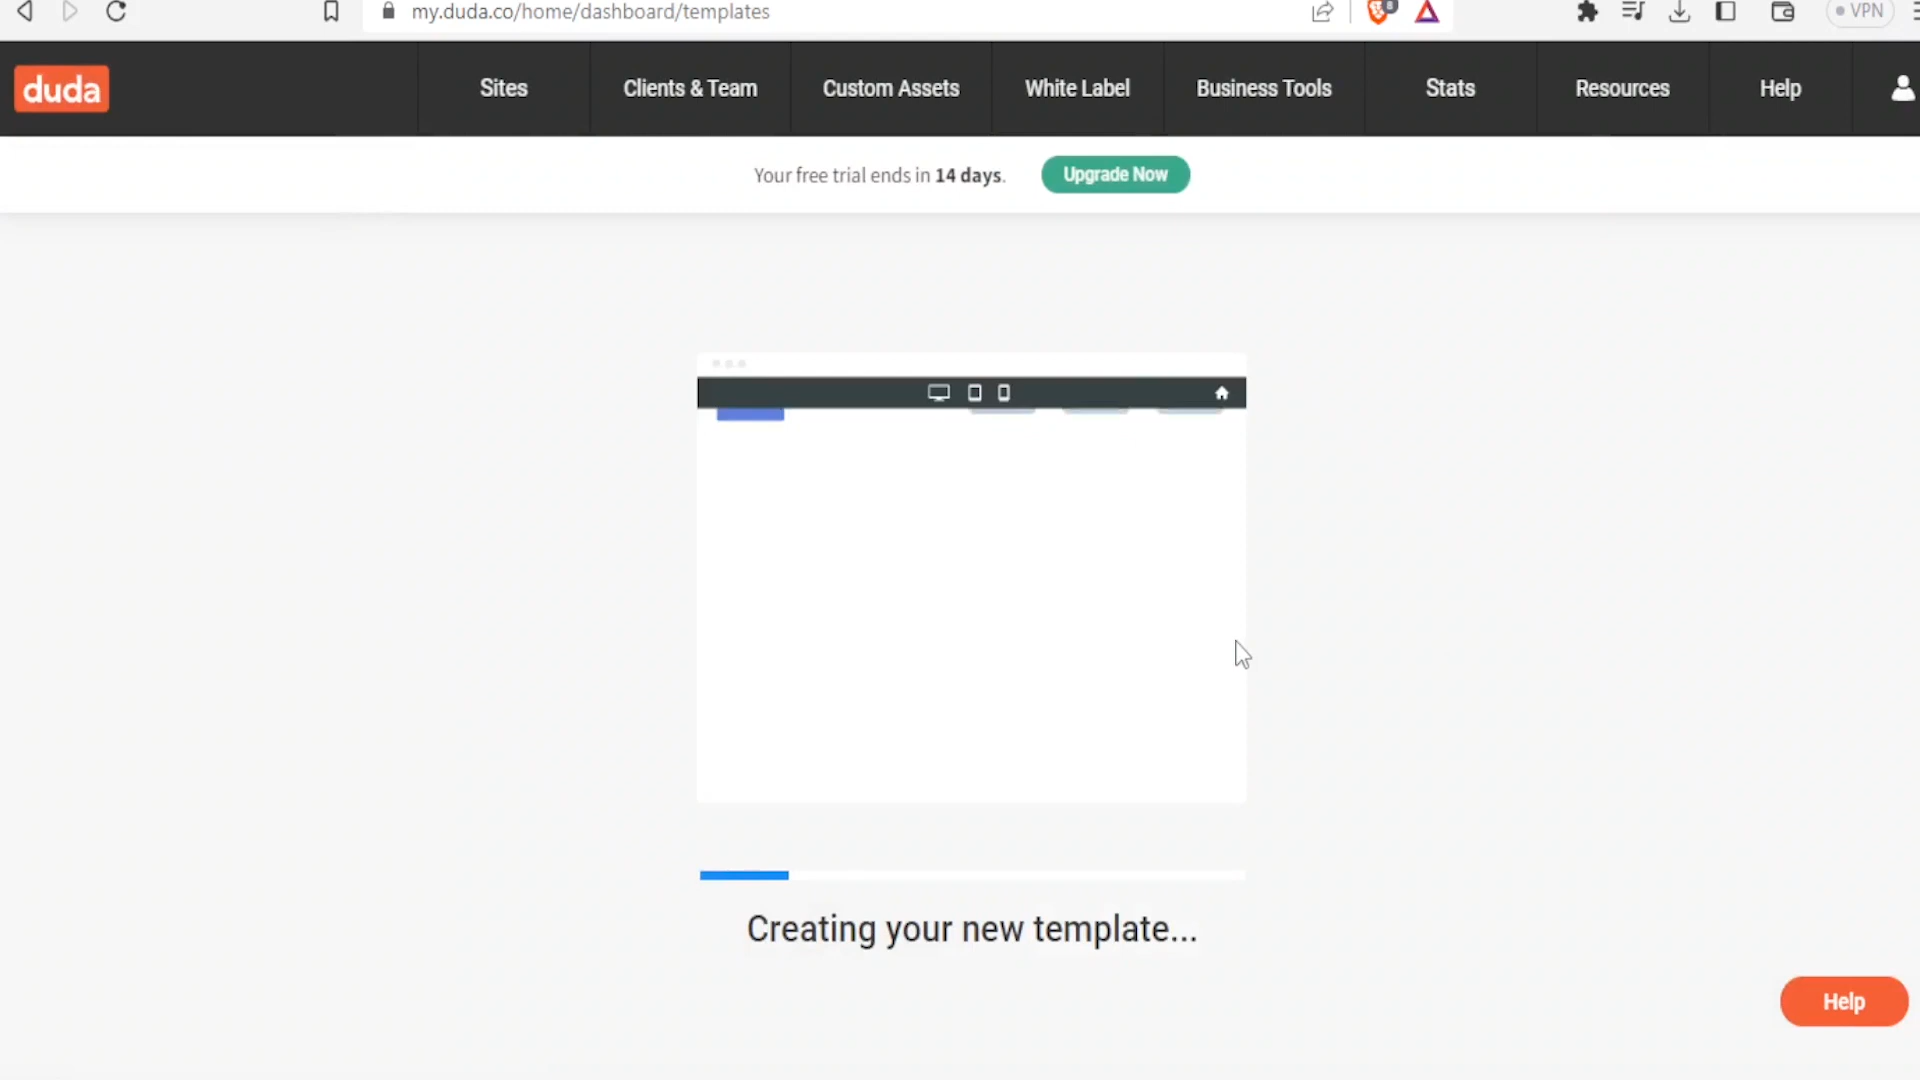 my.duda.co/home/dashboard/templates
8
VPN
duda
Sites
Clients & Team
Custom Assets
White Label
Business Tools
Stats
Resources
Help
Your free trial ends in 14 days.
Upgrade Now
Creating your new template...
Help